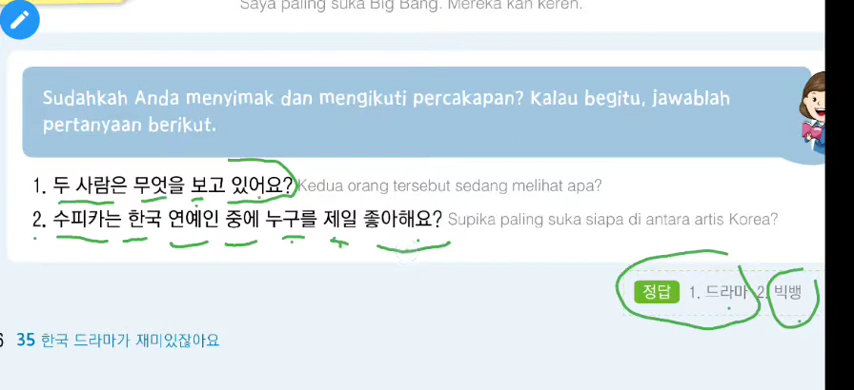 Saya paling suka Big Bang. Mereka kan keren.
Sudahkah Anda menyimak dan mengikuti percakapan? Kalau begitu, jawablah
pertanyaan berikut.
1. 두 사람은 무엇을 보고 있어요? Kedua orang tersebut sedang melihat apa?
2. 수피카는 한국 연예인 중에 누구를 제일 좋아해요? Supika paling suka siapa di antara artis Korea?
정답 1. 드라마 2. 빅뱅
6 35 한국 드라마가 재미있잖아요